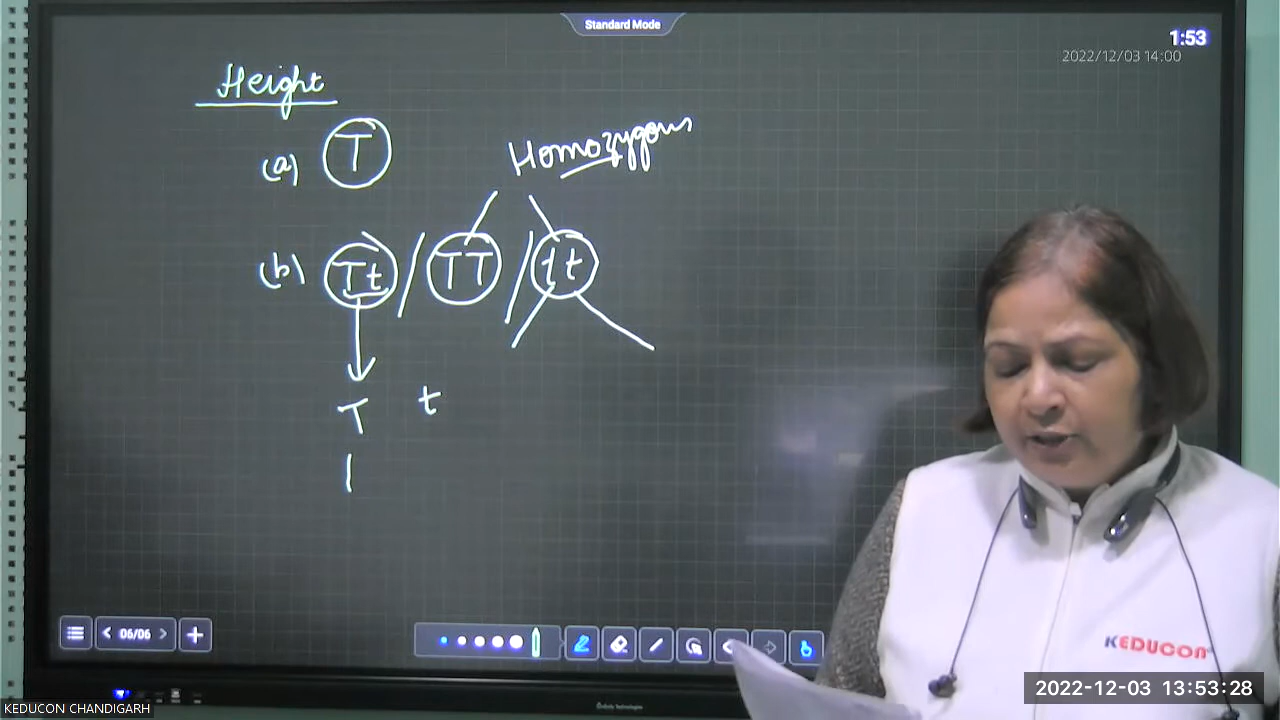 Standard Mode
1:53
2022/12/03 14:00
Height
(a) T
Homozygous
(b) Tt / TT / tt
T t
06/06
KEDUCON
2022-12-03 13:53:28
KEDUCON CHANDIGARH